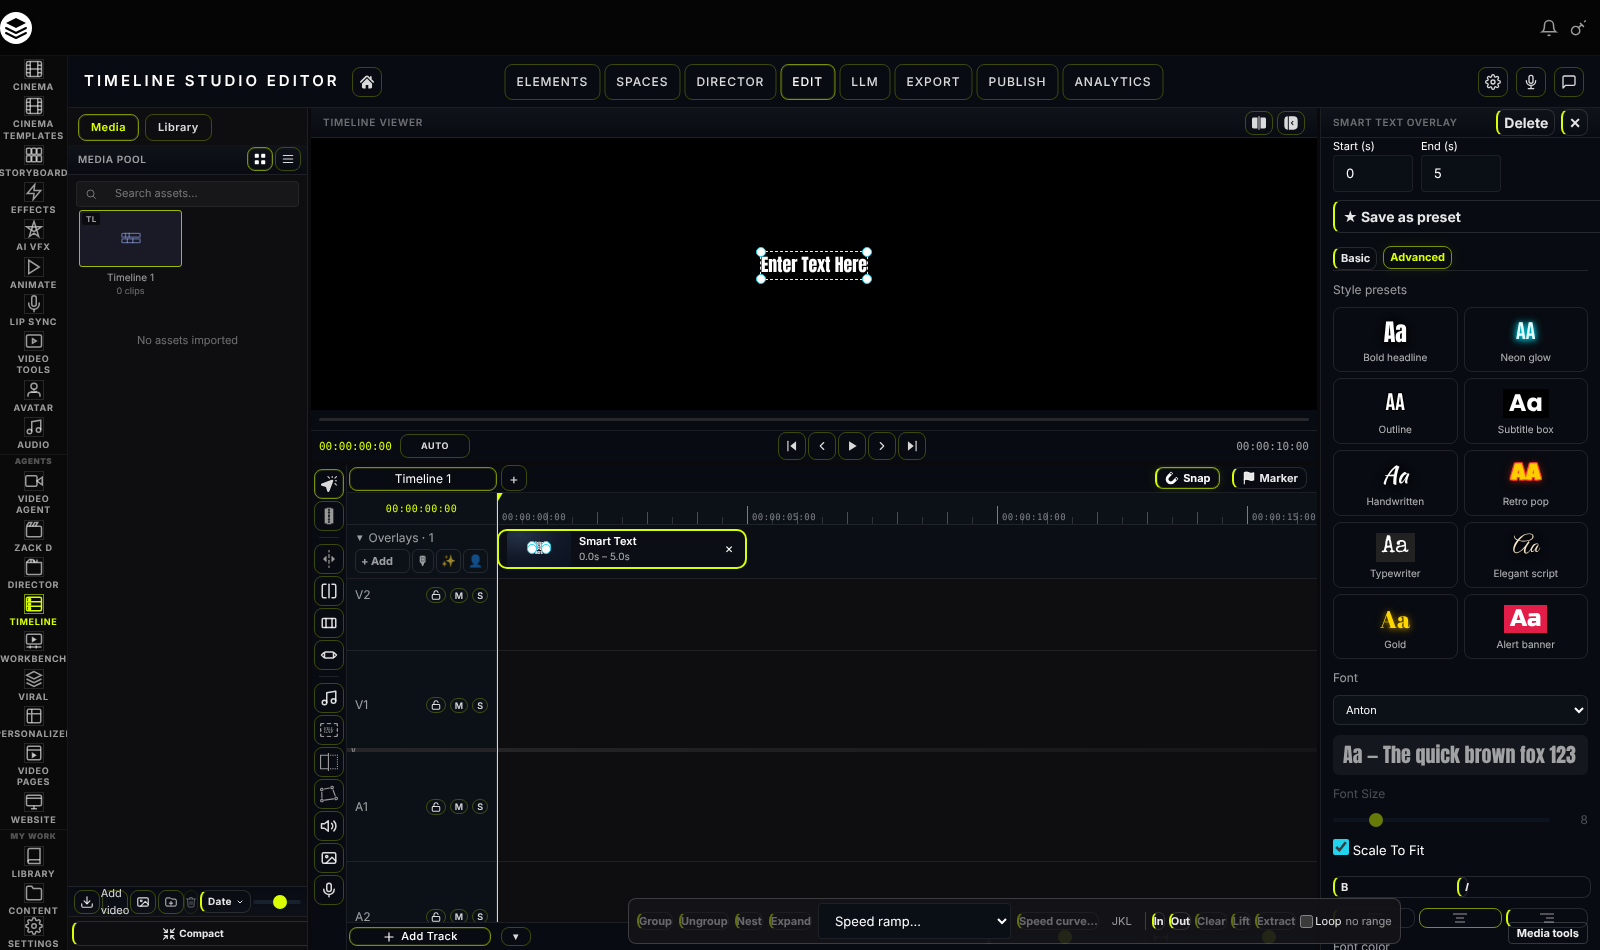 TIMELINE STUDIO EDITOR
ELEMENTS
SPACES
DIRECTOR
EDIT
LLM
EXPORT
PUBLISH
ANALYTICS
CINEMA
CINEMA
TEMPLATES
STORYBOARD
EFFECTS
AI VFX
ANIMATE
LIP SYNC
VIDEO
TOOLS
AVATAR
AUDIO
AGENTS
VIDEO
AGENT
ZACK D
DIRECTOR
TIMELINE
WORKBENCH
VIRAL
PERSONALIZE
VIDEO
PAGES
WEBSITE
MY WORK
LIBRARY
CONTENT
SETTINGS
Media
Library
MEDIA POOL
Search assets...
TL
Timeline 1
0 clips
No assets imported
Add
video
Date
Compact
TIMELINE VIEWER
Enter Text Here
00:00:00:00
AUTO
00:00:10:00
Timeline 1
+
Snap
Marker
00:00:00:00
00:00:00:00
00:00:05:00
00:00:10:00
00:00:15:00
Overlays · 1
+ Add
Smart Text
0.0s – 5.0s
V2
M
S
V1
M
S
A1
M
S
A2
M
S
+ Add Track
Group
Ungroup
Nest
Expand
Speed ramp...
Speed curve...
JKL
In
Out
Clear
Lift
Extract
Loop
no range
SMART TEXT OVERLAY
Delete
Start (s)
End (s)
0
5
★ Save as preset
Basic
Advanced
Style presets
Aa
Bold headline
AA
Neon glow
AA
Outline
Aa
Subtitle box
Aa
Handwritten
AA
Retro pop
Aa
Typewriter
Aa
Elegant script
Aa
Gold
Aa
Alert banner
Font
Anton
Aa – The quick brown fox 123
Font Size
8
Scale To Fit
B
I
Media tools
Font color